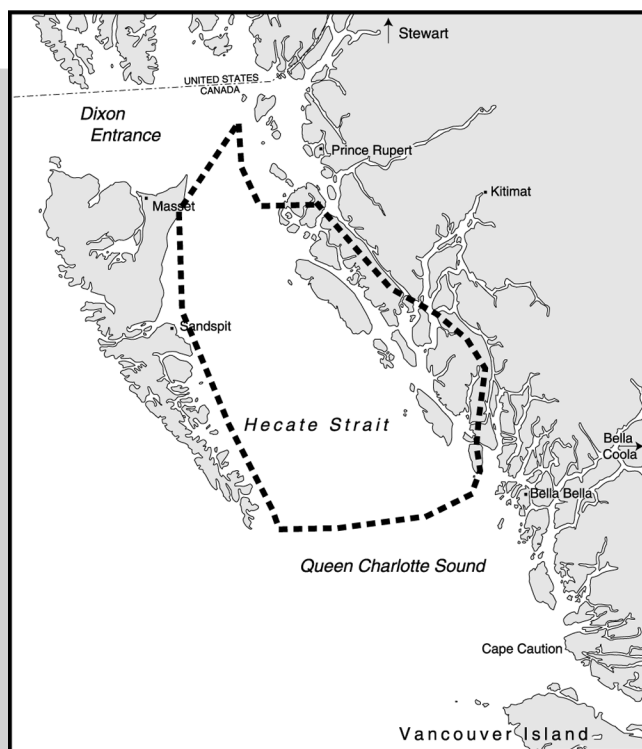 Stewart
UNITED STATES
CANADA
Dixon
Entrance
Prince Rupert
Kitimat
Masset
Sandspit
Hecate Strait
Bella
Coola
Bella Bella
Queen Charlotte Sound
Cape Caution
Vancouver Island